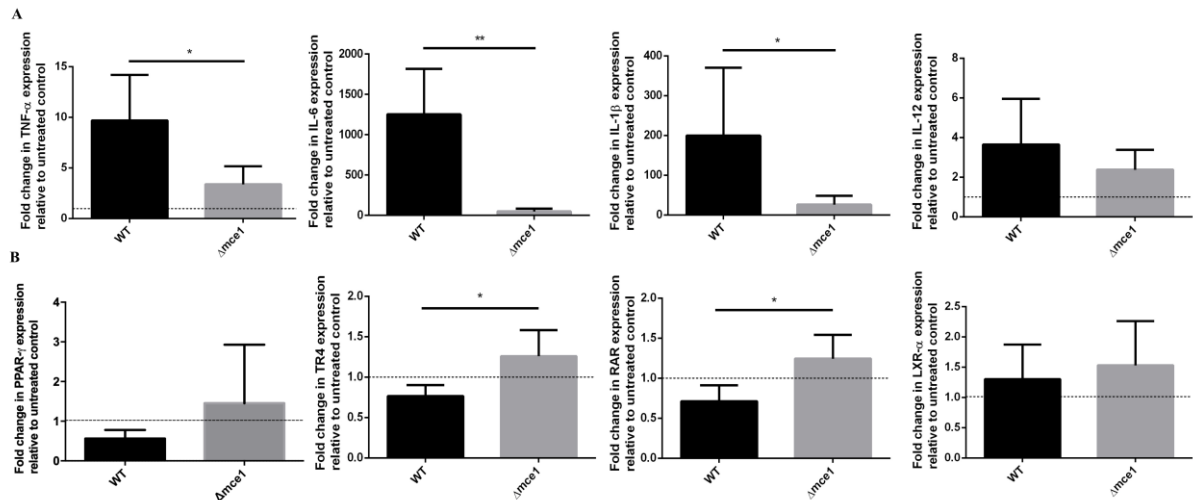 A
Fold change in TNF-α expression
relative to untreated control
15
10
5
0
*
WT
Δmce1
Fold change in IL-6 expression
relative to untreated control
2000
1500
1000
500
0
**
WT
Δmce1
Fold change in IL-1β expression
relative to untreated control
400
300
200
100
0
*
WT
Δmce1
Fold change in IL-12 expression
relative to untreated control
8
6
4
2
0
WT
Δmce1
B
Fold change in PPAR-γ expression
relative to untreated control
4
3
2
1
0
WT
Δmce1
Fold change in TR4 expression
relative to untreated control
2.0
1.5
1.0
0.5
0.0
*
WT
Δmce1
Fold change in RAR expression
relative to untreated control
2.0
1.5
1.0
0.5
0.0
*
WT
Δmce1
Fold change in LXR-α expression
relative to untreated control
2.5
2.0
1.5
1.0
0.5
0.0
WT
Δmce1